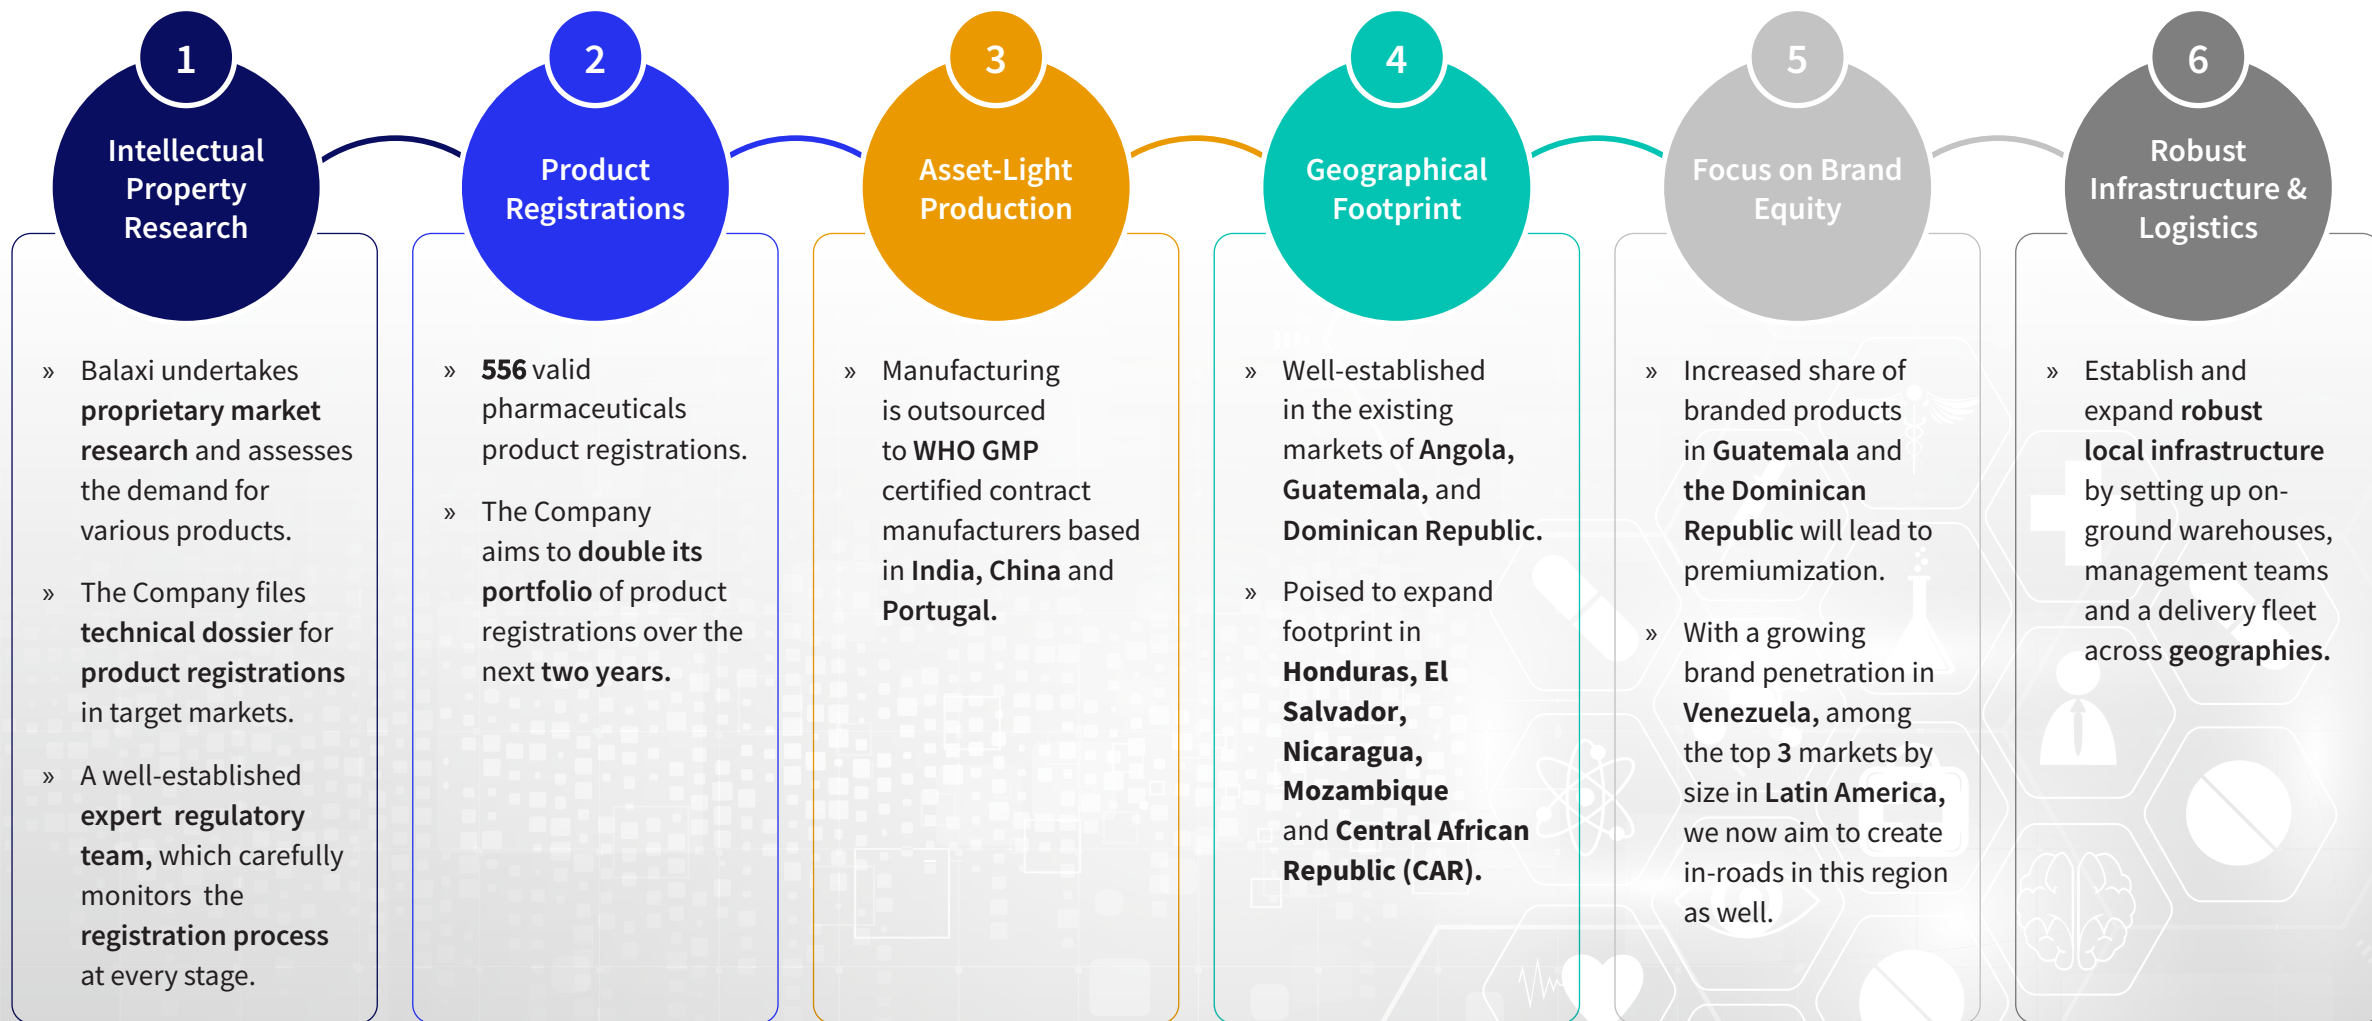 1
Intellectual
Property
Research
» Balaxi undertakes
proprietary market
research and assesses
the demand for
various products.
» The Company files
technical dossier for
product registrations
in target markets.
» A well-established
expert regulatory
team, which carefully
monitors the
registration process
at every stage.
2
Product
Registrations
» 556 valid
pharmaceuticals
product registrations.
» The Company
aims to double its
portfolio of product
registrations over the
next two years.
3
Asset-Light
Production
» Manufacturing
is outsourced
to WHO GMP
certified contract
manufacturers based
in India, China and
Portugal.
4
Geographical
Footprint
» Well-established
in the existing
markets of Angola,
Guatemala, and
Dominican Republic.
» Poised to expand
footprint in
Honduras, El
Salvador,
Nicaragua,
Mozambique
and Central African
Republic (CAR).
5
Focus on Brand
Equity
» Increased share of
branded products
in Guatemala and
the Dominican
Republic will lead to
premiumization.
» With a growing
brand penetration in
Venezuela, among
the top 3 markets by
size in Latin America,
we now aim to create
in-roads in this region
as well.
6
Robust
Infrastructure &
Logistics
» Establish and
expand robust
local infrastructure
by setting up on-
ground warehouses,
management teams
and a delivery fleet
across geographies.